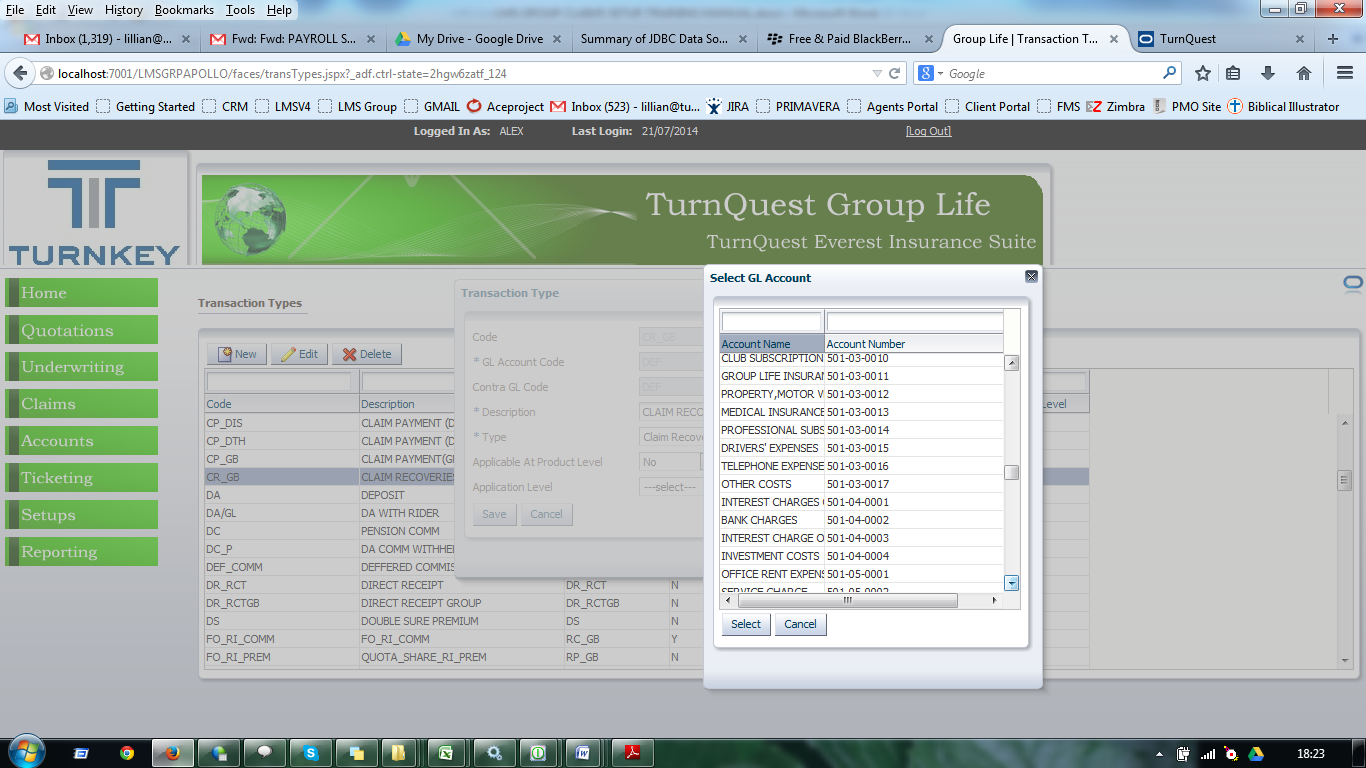 File Edit View History Bookmarks Tools Help
Inbox (1,319) - lillian@... Fwd: Fwd: PAYROLL S... My Drive - Google Drive Summary of JDBC Data So... Free & Paid BlackBerr... Group Life | Transaction T... TurnQuest
localhost:7001/LMSGRPAPOLLO/faces/transTypes.jspx?_adf.ctrl-state=2hgw6zatf_124 Google
Most Visited Getting Started CRM LMSV4 LMS Group GMAIL Aceproject Inbox (523) - lillian@tu... JIRA PRIMAVERA Agents Portal Client Portal FMS Zimbra PMO Site Biblical Illustrator
Logged In As: ALEX Last Login: 21/07/2014 [Log Out]
TURNKEY
TurnQuest Group Life
TurnQuest Everest Insurance Suite
Home
Quotations
Underwriting
Claims
Accounts
Ticketing
Setups
Reporting
Transaction Types
New Edit Delete
Code Description Level
CP_DIS CLAIM PAYMENT (D
CP_DTH CLAIM PAYMENT (D
CP_GB CLAIM PAYMENT(G
CR_GB CLAIM RECOVERIES
DA DEPOSIT
DA/GL DA WITH RIDER
DC PENSION COMM
DC_P DA COMM WITHHE
DEF_COMM DEFFERED COMMIS
DR_RCT DIRECT RECEIPT DR_RCT N
DR_RCTGB DIRECT RECEIPT GROUP DR_RCTGB N
DS DOUBLE SURE PREMIUM DS N
FO_RI_COMM FO_RI_COMM RC_GB Y
FO_RI_PREM QUOTA_SHARE_RI_PREM RP_GB N
Transaction Type
Code CR_GB
* GL Account Code DEF
Contra GL Code DEF
* Description CLAIM RECO
* Type Claim Recove
Applicable At Product Level No
Application Level ---select---
Save Cancel
Select GL Account
Account Name Account Number
CLUB SUBSCRIPTION 501-03-0010
GROUP LIFE INSURAN 501-03-0011
PROPERTY,MOTOR V 501-03-0012
MEDICAL INSURANCE 501-03-0013
PROFESSIONAL SUBS 501-03-0014
DRIVERS' EXPENSES 501-03-0015
TELEPHONE EXPENSE 501-03-0016
OTHER COSTS 501-03-0017
INTEREST CHARGES 501-04-0001
BANK CHARGES 501-04-0002
INTEREST CHARGE O 501-04-0003
INVESTMENT COSTS 501-04-0004
OFFICE RENT EXPENS 501-05-0001
SERVICE CHARGE 501-05-0002
Select Cancel
18:23